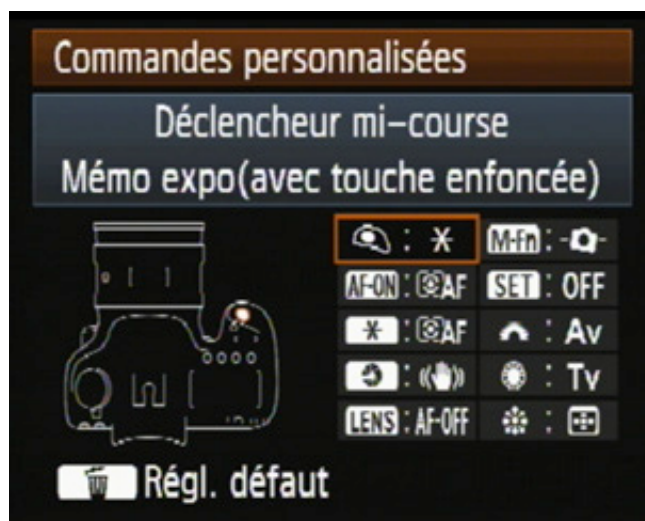 Commandes personnalisées
Déclencheur mi-course
Mémo expo(avec touche enfoncée)
: * M-Fn :
AF-ON : AF SET : OFF
* : AF : Av
: : Tv
LENS : AF-OFF :
Régl. défaut